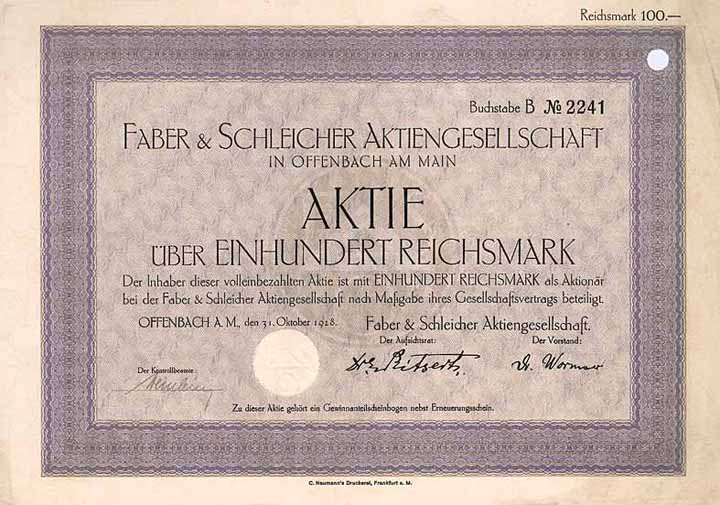 Reichsmark 100.—
Buchstabe B № 2241
FABER & SCHLEICHER AKTIENGESELLSCHAFT
IN OFFENBACH AM MAIN
AKTIE
ÜBER EINHUNDERT REICHSMARK
Der Inhaber dieser volleinbezahlten Aktie ist mit EINHUNDERT REICHSMARK als Aktionär
bei der Faber & Schleicher Aktiengesellschaft nach Maßgabe ihres Gesellschaftsvertrags beteiligt.
OFFENBACH A. M., den 31. Oktober 1928.
Faber & Schleicher Aktiengesellschaft.
Der Aufsichtsrat:
Der Vorstand:
Der Kontrollbeamte:
Zu dieser Aktie gehört ein Gewinnanteilscheinbogen nebst Erneuerungsschein.
C. Naumann's Druckerei, Frankfurt a. M.